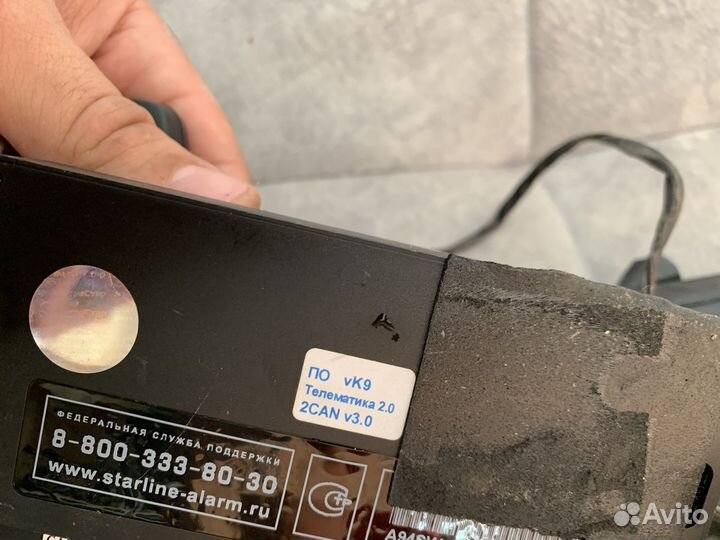 ПО vK9
Телематика 2.0
2CAN v3.0
ФЕДЕРАЛЬНАЯ СЛУЖБА ПОДДЕРЖКИ
8-800-333-80-30
www.starline-alarm.ru
Avito